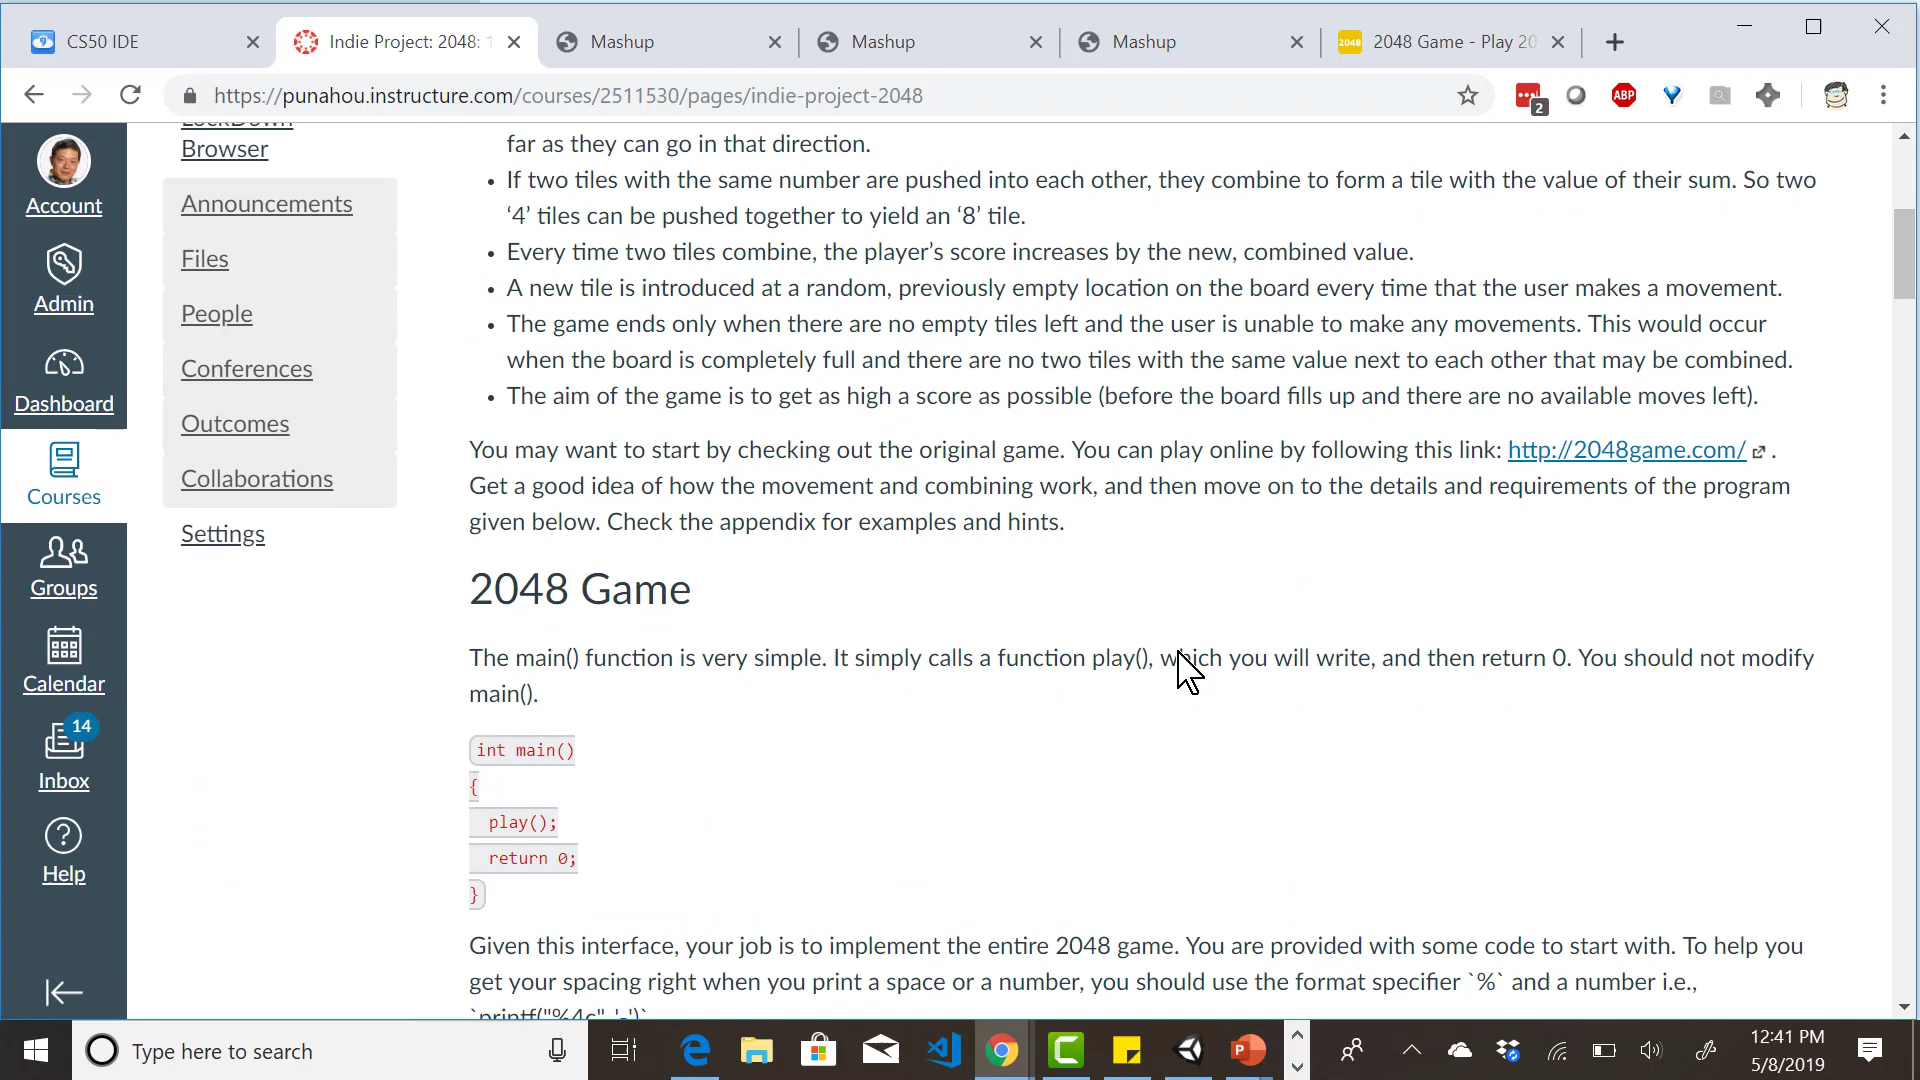 CS50 IDE
Indie Project: 2048: 1
Mashup
Mashup
Mashup
2048 Game - Play 20
https://punahou.instructure.com/courses/2511530/pages/indie-project-2048
2
ABP
Account
Admin
Dashboard
Courses
Groups
Calendar
14
Inbox
Help
LockDown
Browser
Announcements
Files
People
Conferences
Outcomes
Collaborations
Settings
far as they can go in that direction.
• If two tiles with the same number are pushed into each other, they combine to form a tile with the value of their sum. So two
‘4’ tiles can be pushed together to yield an ‘8’ tile.
• Every time two tiles combine, the player’s score increases by the new, combined value.
• A new tile is introduced at a random, previously empty location on the board every time that the user makes a movement.
• The game ends only when there are no empty tiles left and the user is unable to make any movements. This would occur
when the board is completely full and there are no two tiles with the same value next to each other that may be combined.
• The aim of the game is to get as high a score as possible (before the board fills up and there are no available moves left).
You may want to start by checking out the original game. You can play online by following this link: http://2048game.com/ .
Get a good idea of how the movement and combining work, and then move on to the details and requirements of the program
given below. Check the appendix for examples and hints.
2048 Game
The main() function is very simple. It simply calls a function play(), which you will write, and then return 0. You should not modify
main().
int main()
{
play();
return 0;
}
Given this interface, your job is to implement the entire 2048 game. You are provided with some code to start with. To help you
get your spacing right when you print a space or a number, you should use the format specifier `%` and a number i.e.,
`printf("%4c", '-')`
Type here to search
12:41 PM
5/8/2019